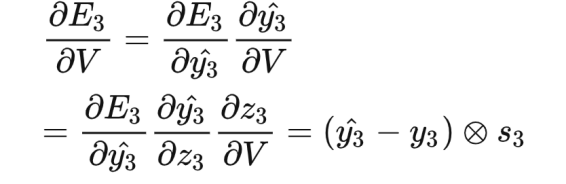 ∂E₃/∂V = ∂E₃/∂ŷ₃ ∂ŷ₃/∂V
= ∂E₃/∂ŷ₃ ∂ŷ₃/∂z₃ ∂z₃/∂V = (ŷ₃ − y₃) ⊗ s₃